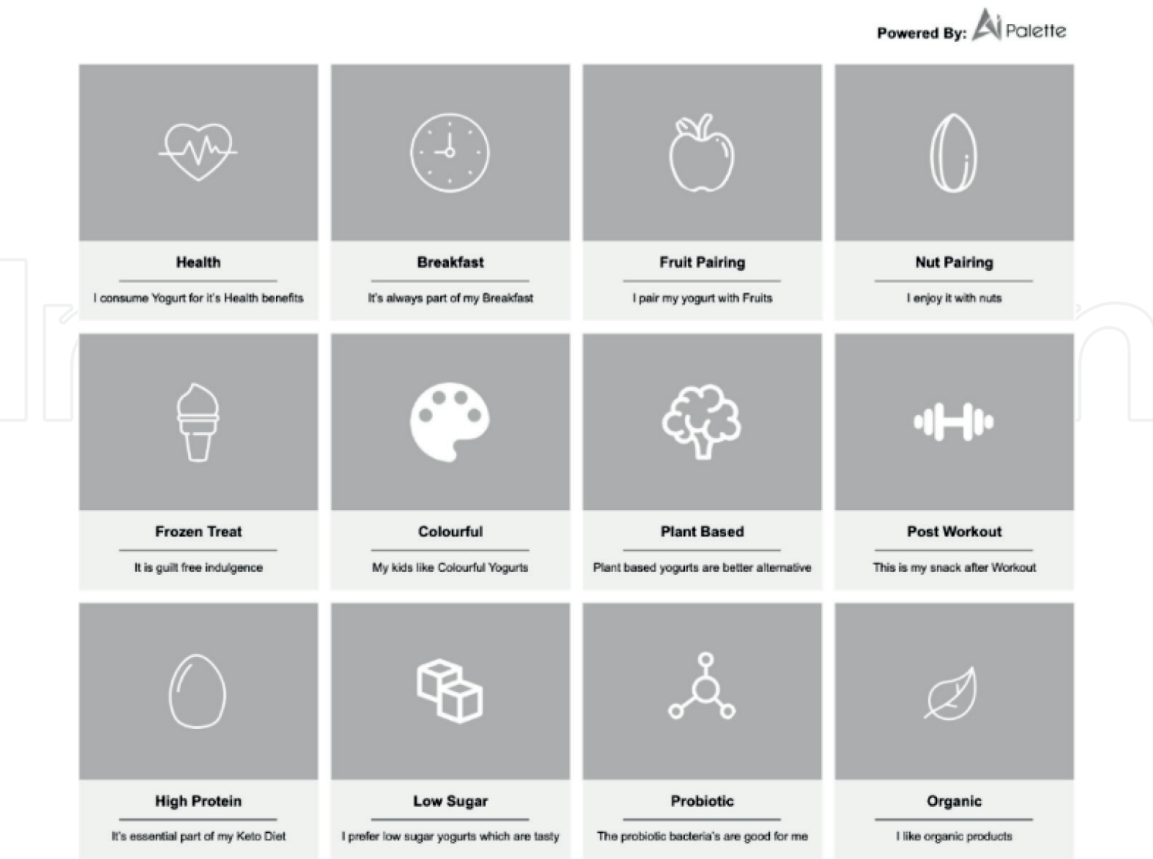 Powered By: Ai Palette
Health
I consume Yogurt for it's Health benefits
Breakfast
It's always part of my Breakfast
Fruit Pairing
I pair my yogurt with Fruits
Nut Pairing
I enjoy it with nuts
Frozen Treat
It is guilt free indulgence
Colourful
My kids like Colourful Yogurts
Plant Based
Plant based yogurts are better alternative
Post Workout
This is my snack after Workout
High Protein
It's essential part of my Keto Diet
Low Sugar
I prefer low sugar yogurts which are tasty
Probiotic
The probiotic bacteria's are good for me
Organic
I like organic products